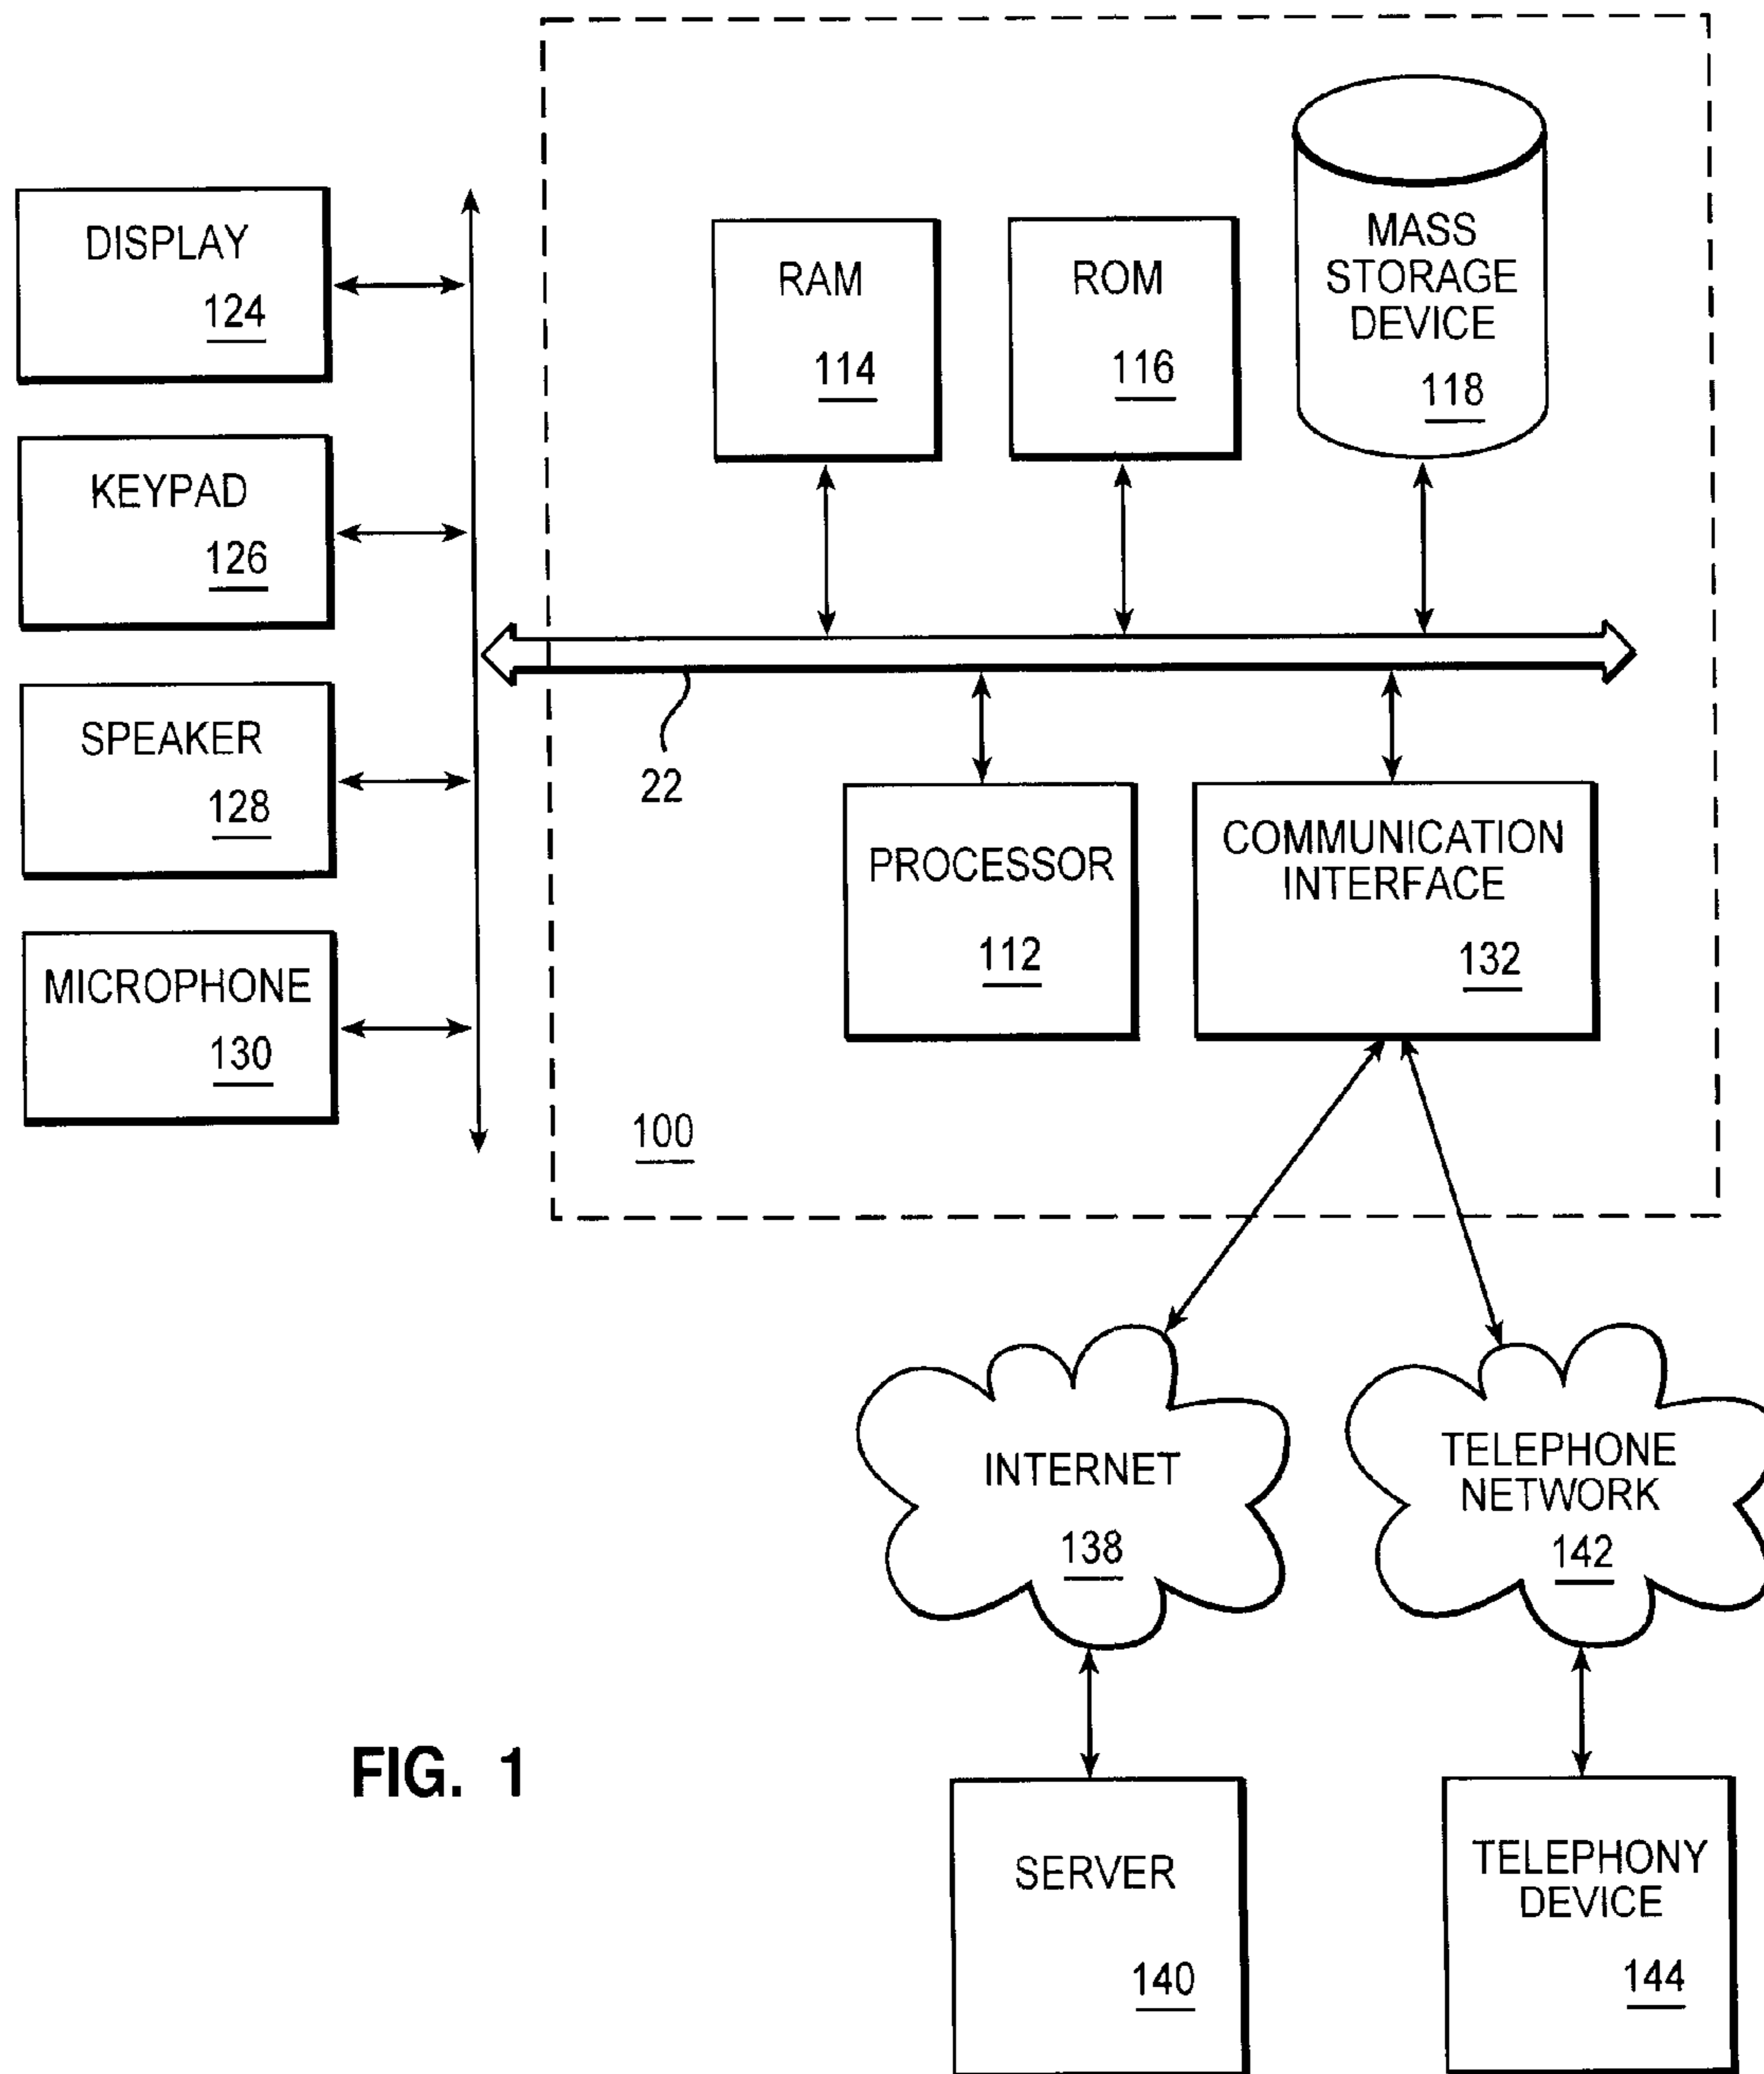 DISPLAY
124
KEYPAD
126
SPEAKER
128
MICROPHONE
130
RAM
114
ROM
116
MASS
STORAGE
DEVICE
118
22
PROCESSOR
112
COMMUNICATION
INTERFACE
132
100
INTERNET
138
TELEPHONE
NETWORK
142
SERVER
140
TELEPHONY
DEVICE
144
FIG. 1